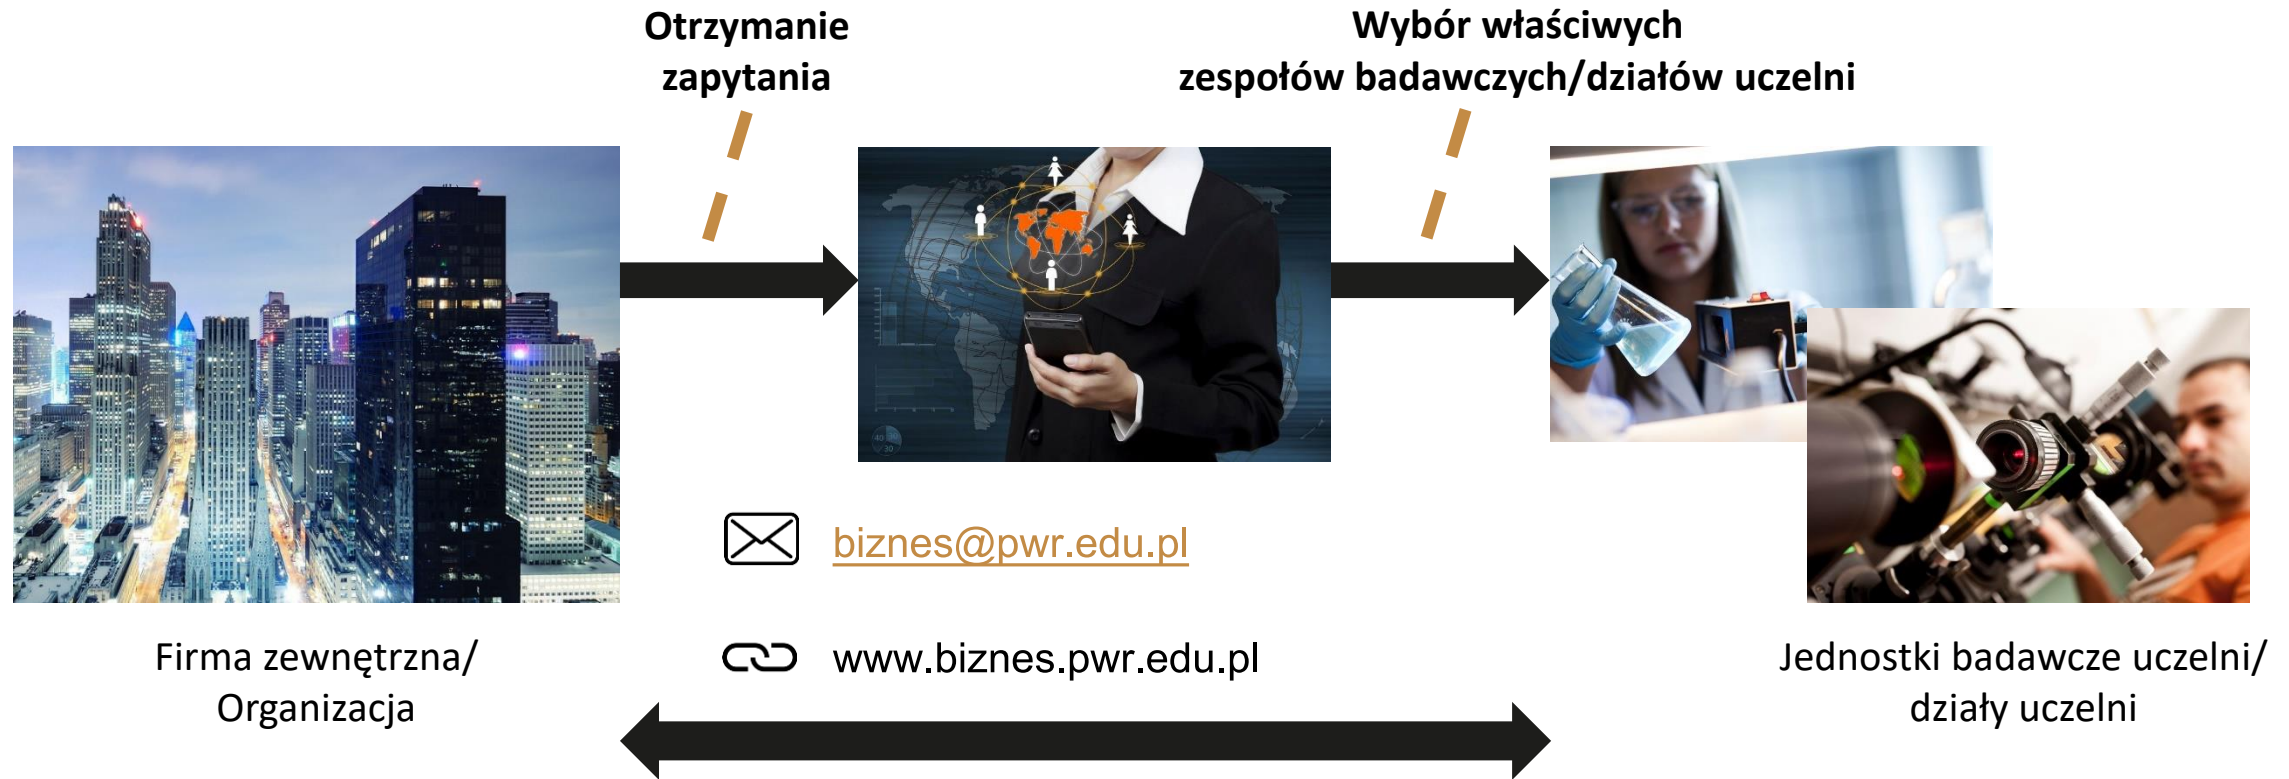 Otrzymanie
zapytania
Wybór właściwych
zespołów badawczych/działów uczelni
biznes@pwr.edu.pl
www.biznes.pwr.edu.pl
Firma zewnętrzna/
Organizacja
Jednostki badawcze uczelni/
działy uczelni